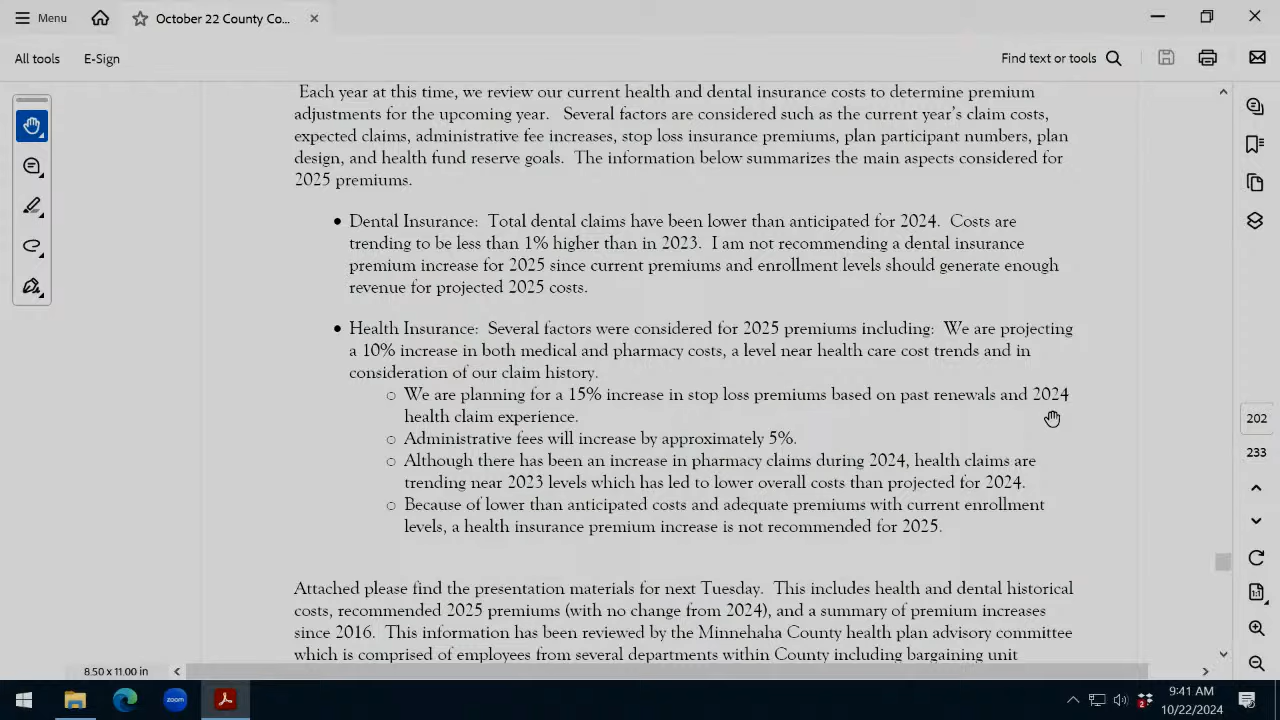 Menu
October 22 County Co...
All tools
E-Sign
Find text or tools
Each year at this time, we review our current health and dental insurance costs to determine premium
adjustments for the upcoming year. Several factors are considered such as the current year's claim costs,
expected claims, administrative fee increases, stop loss insurance premiums, plan participant numbers, plan
design, and health fund reserve goals. The information below summarizes the main aspects considered for
2025 premiums.
• Dental Insurance: Total dental claims have been lower than anticipated for 2024. Costs are
trending to be less than 1% higher than in 2023. I am not recommending a dental insurance
premium increase for 2025 since current premiums and enrollment levels should generate enough
revenue for projected 2025 costs.
• Health Insurance: Several factors were considered for 2025 premiums including: We are projecting
a 10% increase in both medical and pharmacy costs, a level near health care cost trends and in
consideration of our claim history.
○ We are planning for a 15% increase in stop loss premiums based on past renewals and 2024
health claim experience.
○ Administrative fees will increase by approximately 5%.
○ Although there has been an increase in pharmacy claims during 2024, health claims are
trending near 2023 levels which has led to lower overall costs than projected for 2024.
○ Because of lower than anticipated costs and adequate premiums with current enrollment
levels, a health insurance premium increase is not recommended for 2025.
Attached please find the presentation materials for next Tuesday. This includes health and dental historical
costs, recommended 2025 premiums (with no change from 2024), and a summary of premium increases
since 2016. This information has been reviewed by the Minnehaha County health plan advisory committee
which is comprised of employees from several departments within County including bargaining unit
202
233
1:1
8.50 x 11.00 in
zoom
2
9:41 AM
10/22/2024